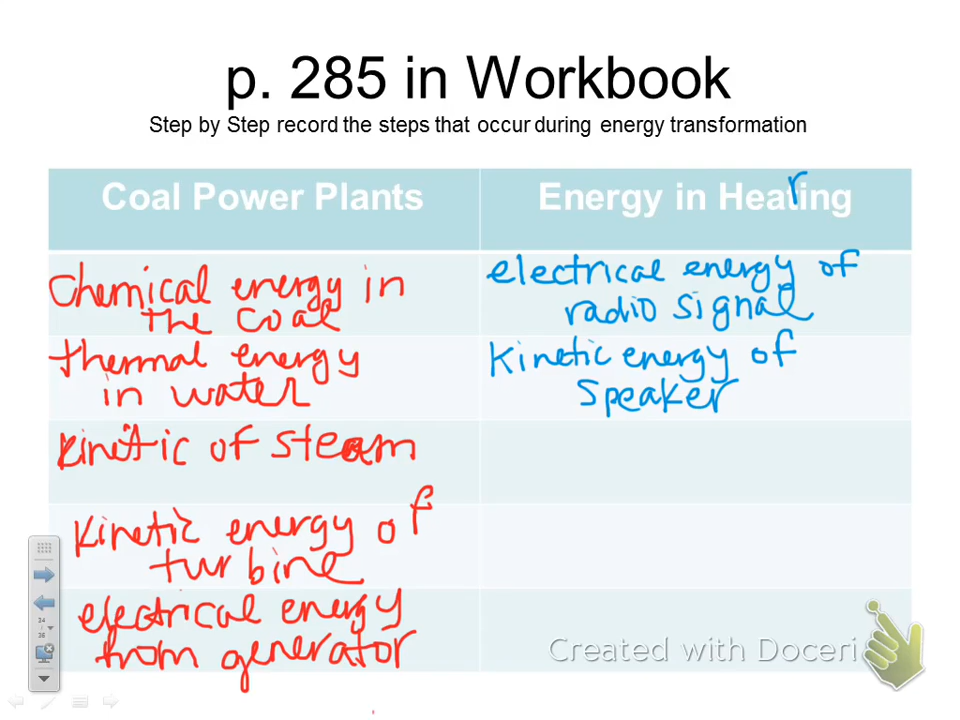 p. 285 in Workbook
Step by Step record the steps that occur during energy transformation
Coal Power Plants
Energy in Hearing
Chemical energy in
the coal
thermal energy
in water
kinetic of steam
kinetic energy of
turbine
electrical energy
from generator
electrical energy of
radio signal
kinetic energy of
speaker
34
36
Created with Doceri